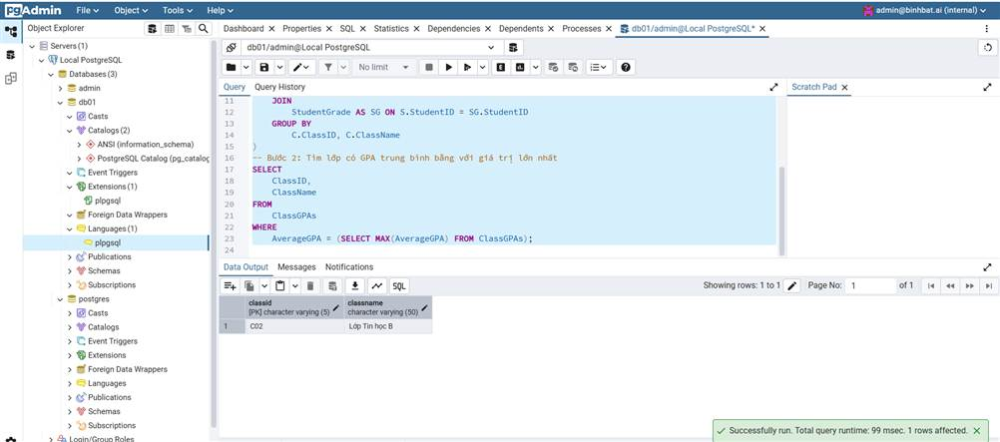 pgAdmin File Object Tools Help admin@binhbat.ai (internal)
Object Explorer
Dashboard Properties SQL Statistics Dependencies Dependents Processes db01/admin@Local PostgreSQL*
Servers (1)
Local PostgreSQL
Databases (3)
admin
db01
Casts
Catalogs (2)
ANSI (information_schema)
PostgreSQL Catalog (pg_catalog
Event Triggers
Extensions (1)
plpgsql
Foreign Data Wrappers
Languages (1)
plpgsql
Publications
Schemas
Subscriptions
postgres
Casts
Catalogs
Event Triggers
Extensions
Foreign Data Wrappers
Languages
Publications
Schemas
Subscriptions
Login/Group Roles
db01/admin@Local PostgreSQL
No limit
Query Query History
Scratch Pad
11 JOIN
12 StudentGrade AS SG ON S.StudentID = SG.StudentID
13 GROUP BY
14 C.ClassID, C.ClassName
15 )
16 -- Bước 2: Tìm lớp có GPA trung bình bằng với giá trị lớn nhất
17 SELECT
18 ClassID,
19 ClassName
20 FROM
21 ClassGPAs
22 WHERE
23 AverageGPA = (SELECT MAX(AverageGPA) FROM ClassGPAs);
24
Data Output Messages Notifications
SQL
Showing rows: 1 to 1 Page No: 1 of 1
classid classname
[PK] character varying (5) character varying (50)
1 C02 Lớp Tin học B
Successfully run. Total query runtime: 99 msec. 1 rows affected.